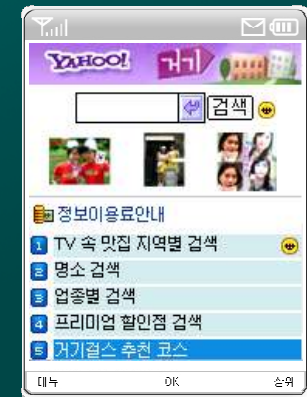 YAHOO! 거기
검색
정보이용료안내
1 TV 속 맛집 지역별 검색
2 명소 검색
3 업종별 검색
4 프리미엄 할인점 검색
5 거기걸스 추천 코스
메뉴 OK 상위